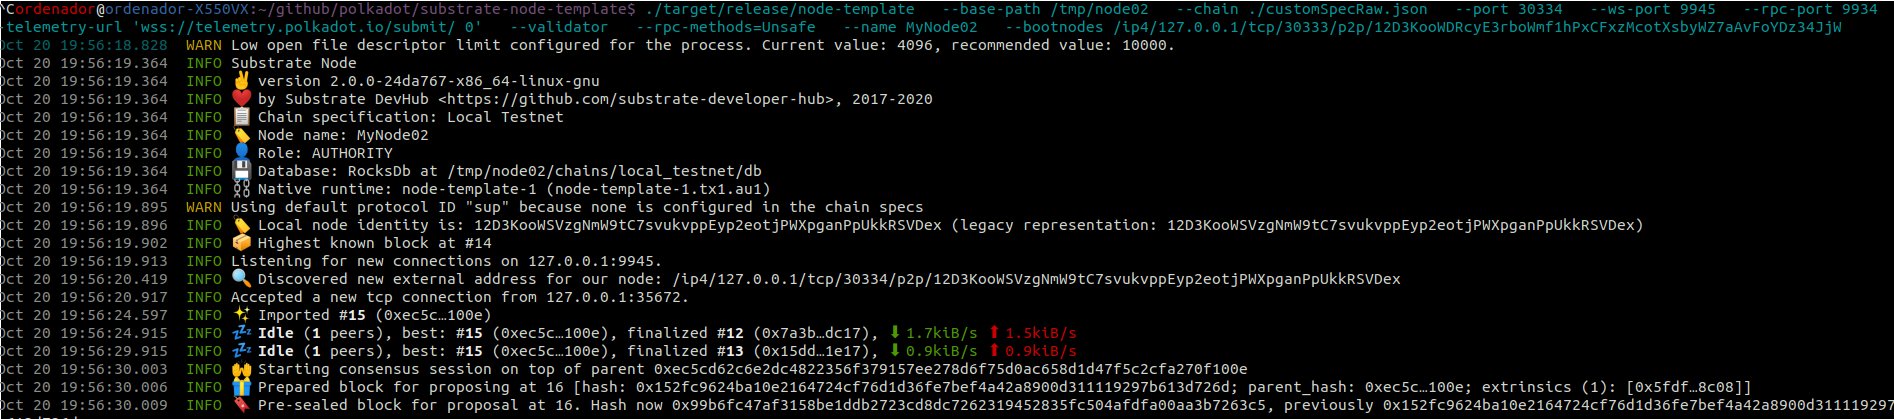 `Cordenador@ordenador-X550VX:~/github/polkadot/substrate-node-template$ ./target/release/node-template   --base-path /tmp/node02   --chain ./customSpecRaw.json   --port 30334   --ws-port 9945   --rpc-port 9934
-telemetry-url 'wss://telemetry.polkadot.io/submit/ 0'   --validator   --rpc-methods=Unsafe   --name MyNode02   --bootnodes /ip4/127.0.0.1/tcp/30333/p2p/12D3KooWDRcyE3rboWmf1hPxCFxzMcotXsbyWZ7aAvFoYDz34JjW
Oct 20 19:56:18.828  WARN Low open file descriptor limit configured for the process. Current value: 4096, recommended value: 10000.
Oct 20 19:56:19.364  INFO Substrate Node
Oct 20 19:56:19.364  INFO ✌️ version 2.0.0-24da767-x86_64-linux-gnu
Oct 20 19:56:19.364  INFO ❤️ by Substrate DevHub <https://github.com/substrate-developer-hub>, 2017-2020
Oct 20 19:56:19.364  INFO 📋 Chain specification: Local Testnet
Oct 20 19:56:19.364  INFO 🏷 Node name: MyNode02
Oct 20 19:56:19.364  INFO 👤 Role: AUTHORITY
Oct 20 19:56:19.364  INFO 💾 Database: RocksDb at /tmp/node02/chains/local_testnet/db
Oct 20 19:56:19.364  INFO ⛓ Native runtime: node-template-1 (node-template-1.tx1.au1)
Oct 20 19:56:19.895  WARN Using default protocol ID "sup" because none is configured in the chain specs
Oct 20 19:56:19.896  INFO 🏷 Local node identity is: 12D3KooWSVzgNmW9tC7svukvppEyp2eotjPWXpganPpUkkRSVDex (legacy representation: 12D3KooWSVzgNmW9tC7svukvppEyp2eotjPWXpganPpUkkRSVDex)
Oct 20 19:56:19.902  INFO 📦 Highest known block at #14
Oct 20 19:56:19.913  INFO Listening for new connections on 127.0.0.1:9945.
Oct 20 19:56:20.419  INFO 🔍 Discovered new external address for our node: /ip4/127.0.0.1/tcp/30334/p2p/12D3KooWSVzgNmW9tC7svukvppEyp2eotjPWXpganPpUkkRSVDex
Oct 20 19:56:20.917  INFO Accepted a new tcp connection from 127.0.0.1:35672.
Oct 20 19:56:24.597  INFO ✨ Imported #15 (0xec5c…100e)
Oct 20 19:56:24.915  INFO 💤 Idle (1 peers), best: #15 (0xec5c…100e), finalized #12 (0x7a3b…dc17), ⬇ 1.7kiB/s ⬆ 1.5kiB/s
Oct 20 19:56:29.915  INFO 💤 Idle (1 peers), best: #15 (0xec5c…100e), finalized #13 (0x15dd…1e17), ⬇ 0.9kiB/s ⬆ 0.9kiB/s
Oct 20 19:56:30.003  INFO 🙌 Starting consensus session on top of parent 0xec5cd62c6e2dc4822356f379157ee278d6f75d0ac658d1d47f5c2cfa270f100e
Oct 20 19:56:30.006  INFO 🎁 Prepared block for proposing at 16 [hash: 0x152fc9624ba10e2164724cf76d1d36fe7bef4a42a8900d311119297b613d726d; parent_hash: 0xec5c…100e; extrinsics (1): [0x5fdf…8c08]]
Oct 20 19:56:30.009  INFO 🔖 Pre-sealed block for proposal at 16. Hash now 0x99b6fc47af3158be1ddb2723cd8dc7262319452835fc504afdfa00aa3b7263c5, previously 0x152fc9624ba10e2164724cf76d1d36fe7bef4a42a8900d311119297